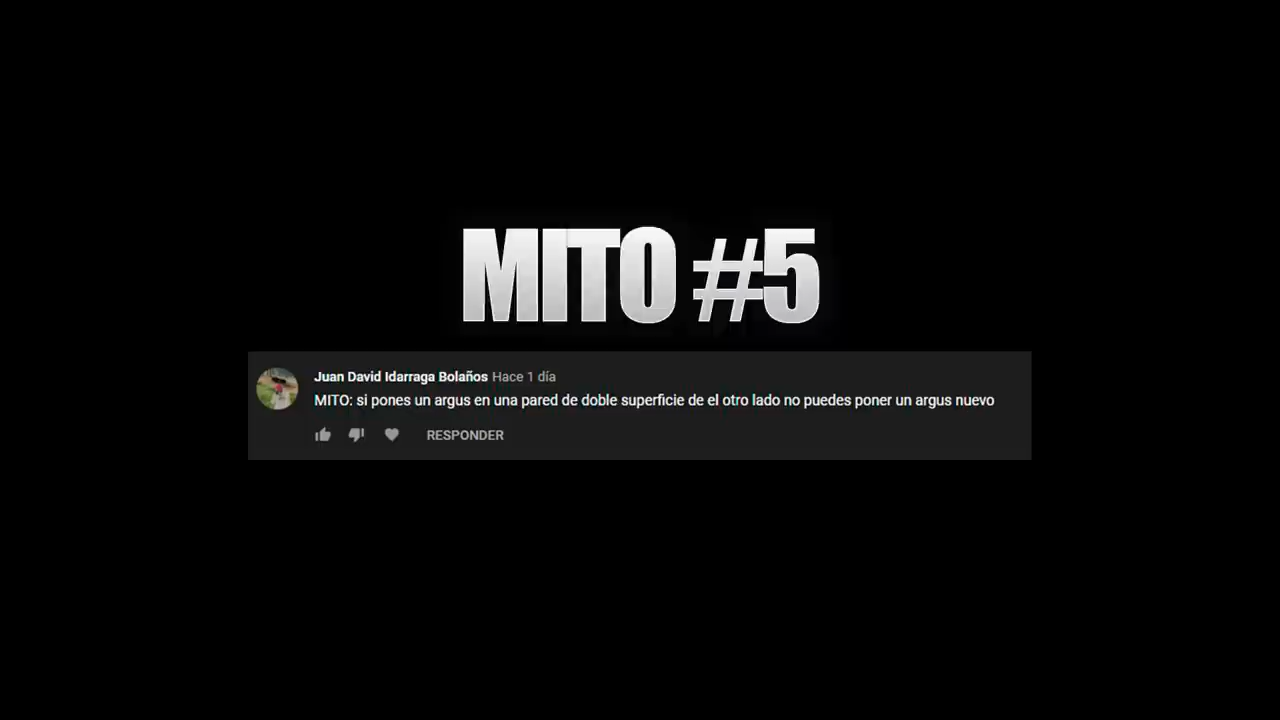 MITO #5
Juan David Idarraga Bolaños Hace 1 día
MITO: si pones un argus en una pared de doble superficie de el otro lado no puedes poner un argus nuevo
RESPONDER